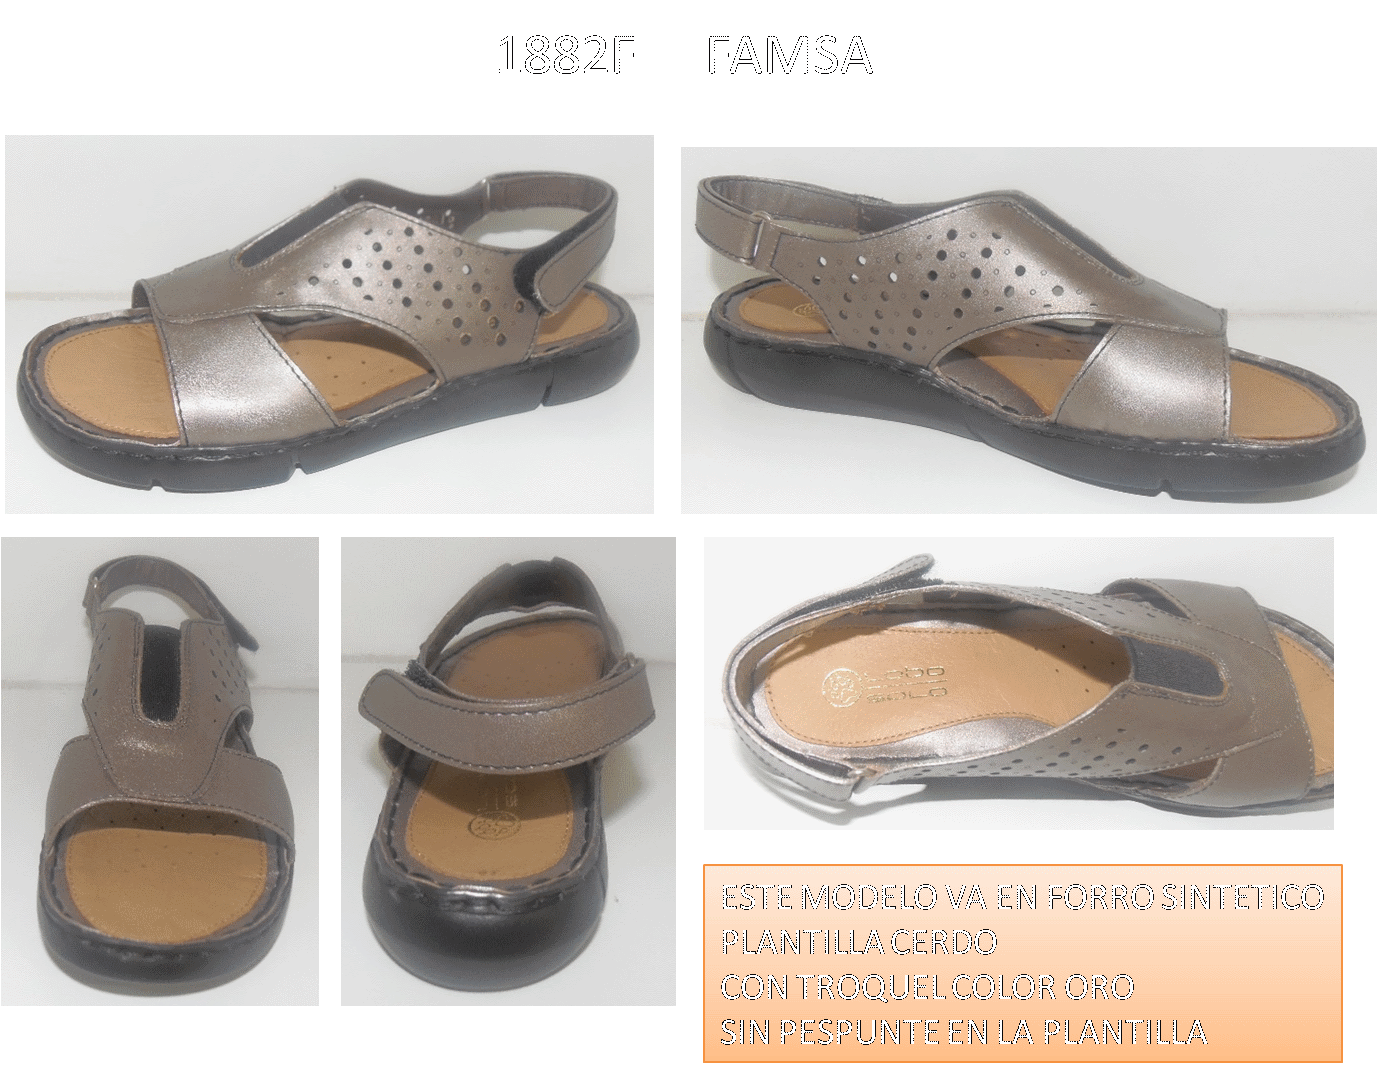 1882F FAMSA
ESTE MODELO VA EN FORRO SINTETICO
PLANTILLA CERDO
CON TROQUEL COLOR ORO
SIN PESPUNTE EN LA PLANTILLA